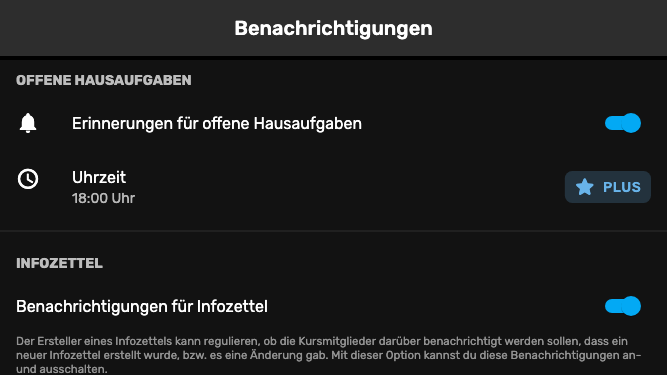 Benachrichtigungen
OFFENE HAUSAUFGABEN
Erinnerungen für offene Hausaufgaben
Uhrzeit
18:00 Uhr
PLUS
INFOZETTEL
Benachrichtigungen für Infozettel
Der Ersteller eines Infozettels kann regulieren, ob die Kursmitglieder darüber benachrichtigt werden sollen, dass ein
neuer Infozettel erstellt wurde, bzw. es eine Änderung gab. Mit dieser Option kannst du diese Benachrichtigungen an-
und ausschalten.